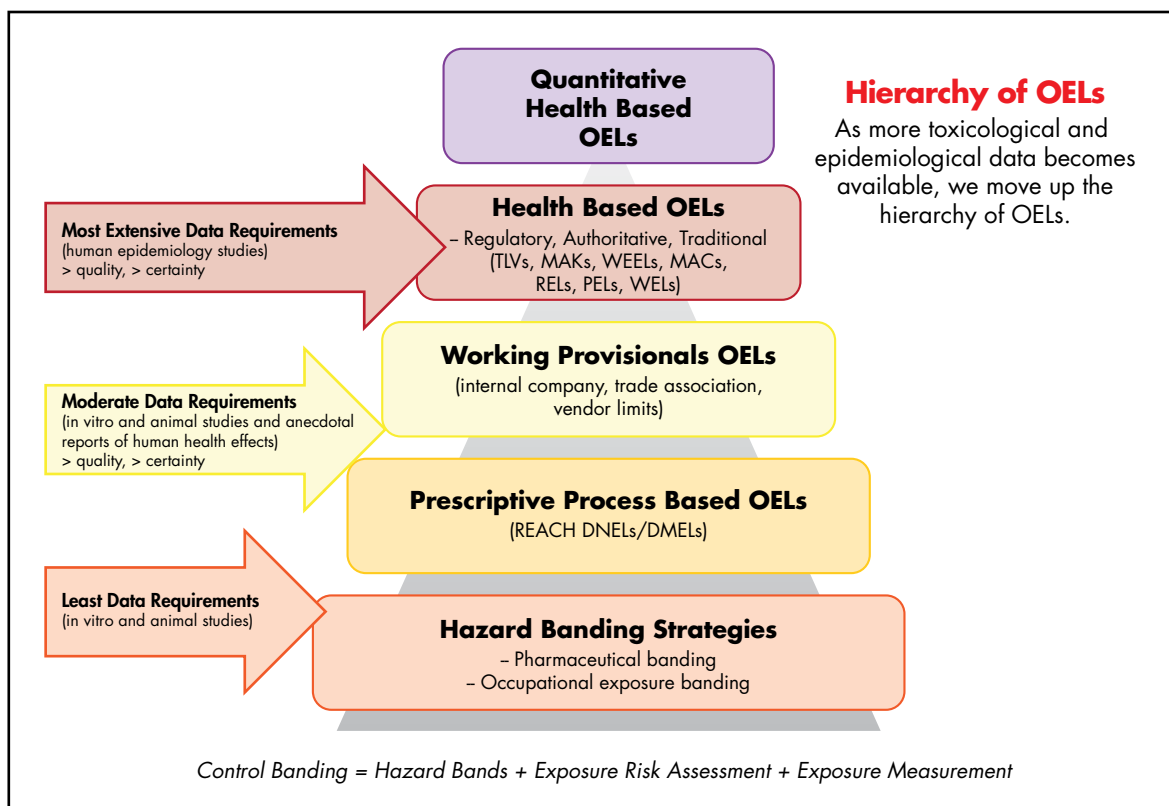 Quantitative
Health Based
OELs
Hierarchy of OELs
As more toxicological and
epidemiological data becomes
available, we move up the
hierarchy of OELs.
Most Extensive Data Requirements
(human epidemiology studies)
> quality, > certainty
Health Based OELs
– Regulatory, Authoritative, Traditional
(TLVs, MAKs, WEELs, MACs,
RELs, PELs, WELs)
Moderate Data Requirements
(in vitro and animal studies and anecdotal
reports of human health effects)
> quality, > certainty
Working Provisionals OELs
(internal company, trade association,
vendor limits)
Prescriptive Process Based OELs
(REACH DNELs/DMELs)
Least Data Requirements
(in vitro and animal studies)
Hazard Banding Strategies
– Pharmaceutical banding
– Occupational exposure banding
Control Banding = Hazard Bands + Exposure Risk Assessment + Exposure Measurement